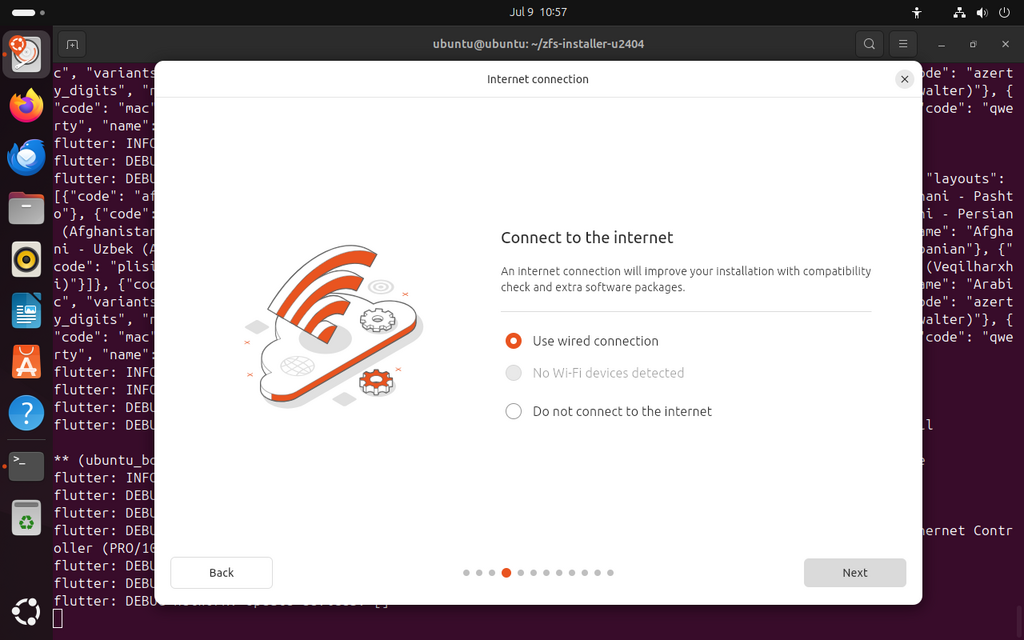 Jul 9 10:57
ubuntu@ubuntu: ~/zfs-installer-u2404
Internet connection
c", "variants
ode": "azert
y_digits", "
walter)"}, {
"code": "mac"
"code": "qwe
rty", "name":
flutter: INFO
flutter: DEBU
flutter: DEBU
"layouts":
[{"code": "af
hani - Pasht
o"}, {"code":
ni - Persian
(Afghanistan
ame": "Afgha
ni - Uzbek (A
banian"}, {"
code": "plisi
(Veqilharxh
i)"}]}, {"cod
ame": "Arabi
c", "variants
ode": "azert
y_digits", "
walter)"}, {
"code": "mac"
"code": "qwe
rty", "name":
flutter: INFO
flutter: INFO
flutter: DEBU
flutter: DEBU
ll
** (ubuntu_bo
e
flutter: INFO
flutter: DEBU
flutter: DEBU
flutter: DEBU
hernet Contr
oller (PRO/10
flutter: DEBU
flutter: DEBU
flutter: DEBU
Connect to the internet
An internet connection will improve your installation with compatibility
check and extra software packages.
Use wired connection
No Wi-Fi devices detected
Do not connect to the internet
Back
Next